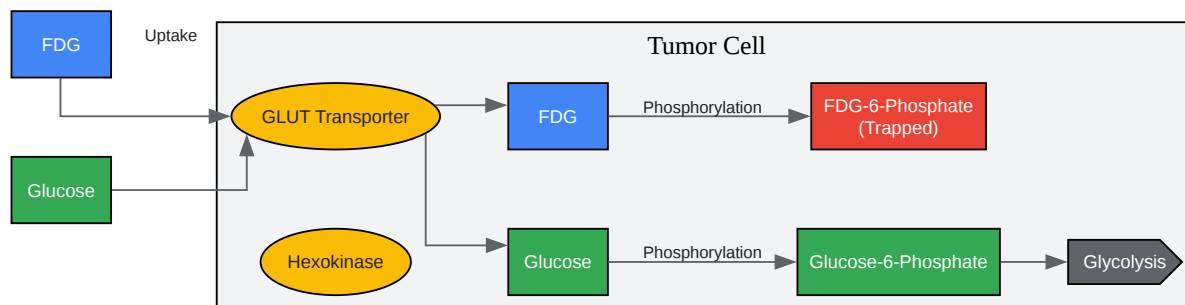 FDG
Uptake
Tumor Cell
GLUT Transporter
FDG
Phosphorylation
FDG-6-Phosphate
(Trapped)
Glucose
Hexokinase
Glucose
Phosphorylation
Glucose-6-Phosphate
Glycolysis